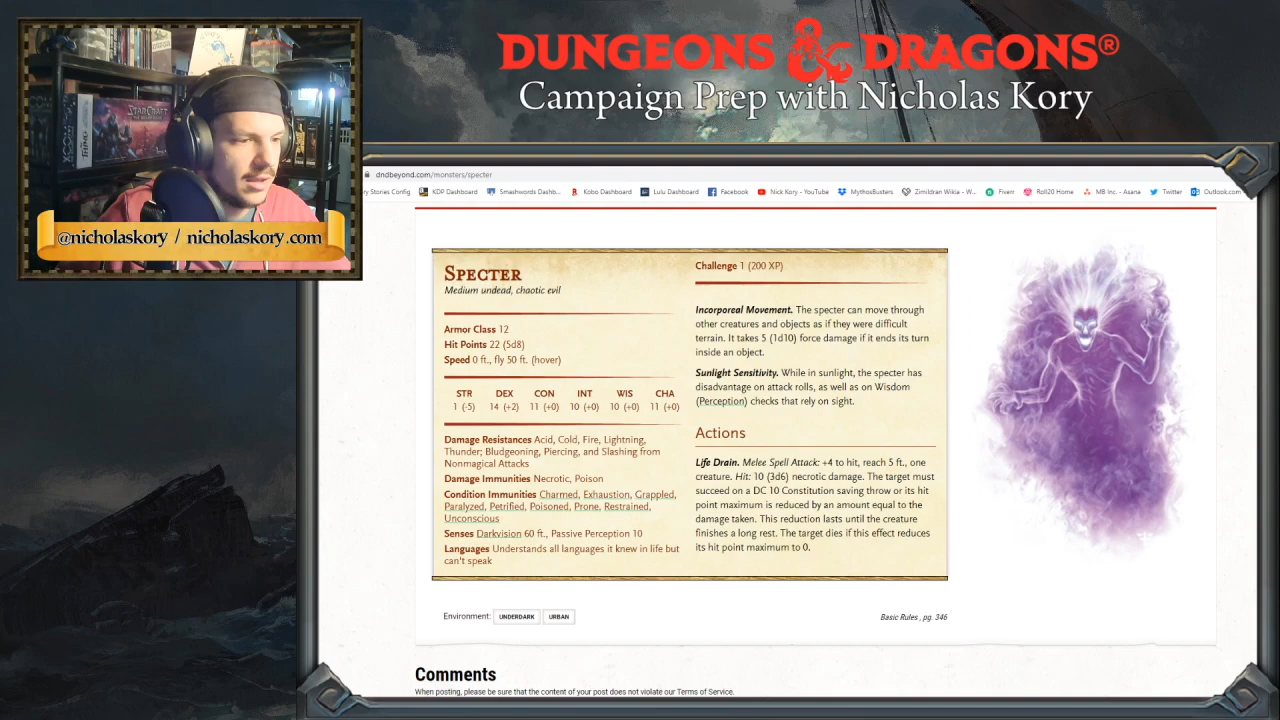 DUNGEONS & DRAGONS®
Campaign Prep with Nicholas Kory
STARCRAFT
XCOM
THING
@nicholaskory / nicholaskory.com
dndbeyond.com/monsters/specter
ry Stories Config KDP Dashboard Smashwords Dashb... Kobo Dashboard Lulu Dashboard Facebook Nick Kory - YouTube MythosBusters Zimildran Wikia - W... Fiverr Roll20 Home MB Inc. - Asana Twitter Outlook.com
SPECTER
Medium undead, chaotic evil
Armor Class 12
Hit Points 22 (5d8)
Speed 0 ft., fly 50 ft. (hover)
STR DEX CON INT WIS CHA
1 (-5) 14 (+2) 11 (+0) 10 (+0) 10 (+0) 11 (+0)
Damage Resistances Acid, Cold, Fire, Lightning,
Thunder; Bludgeoning, Piercing, and Slashing from
Nonmagical Attacks
Damage Immunities Necrotic, Poison
Condition Immunities Charmed, Exhaustion, Grappled,
Paralyzed, Petrified, Poisoned, Prone, Restrained,
Unconscious
Senses Darkvision 60 ft., Passive Perception 10
Languages Understands all languages it knew in life but
can't speak
Challenge 1 (200 XP)
Incorporeal Movement. The specter can move through
other creatures and objects as if they were difficult
terrain. It takes 5 (1d10) force damage if it ends its turn
inside an object.
Sunlight Sensitivity. While in sunlight, the specter has
disadvantage on attack rolls, as well as on Wisdom
(Perception) checks that rely on sight.
Actions
Life Drain. Melee Spell Attack: +4 to hit, reach 5 ft., one
creature. Hit: 10 (3d6) necrotic damage. The target must
succeed on a DC 10 Constitution saving throw or its hit
point maximum is reduced by an amount equal to the
damage taken. This reduction lasts until the creature
finishes a long rest. The target dies if this effect reduces
its hit point maximum to 0.
Environment: UNDERDARK URBAN
Basic Rules , pg. 346
Comments
When posting, please be sure that the content of your post does not violate our Terms of Service.